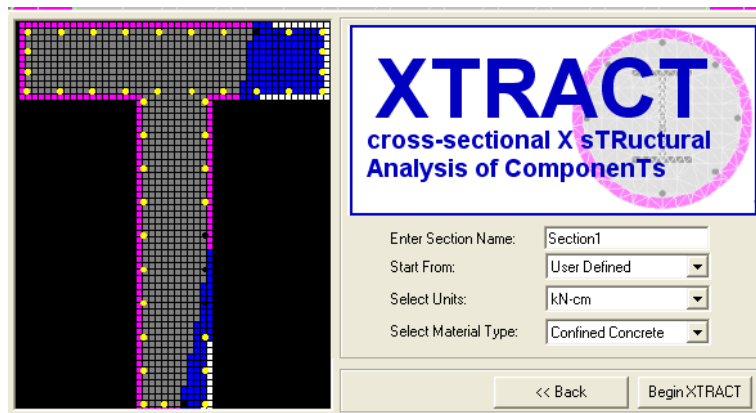 XTRACT
cross-sectional X sTRuctural
Analysis of ComponenTs
Enter Section Name: Section1
Start From: User Defined
Select Units: kN-cm
Select Material Type: Confined Concrete
<< Back Begin XTRACT